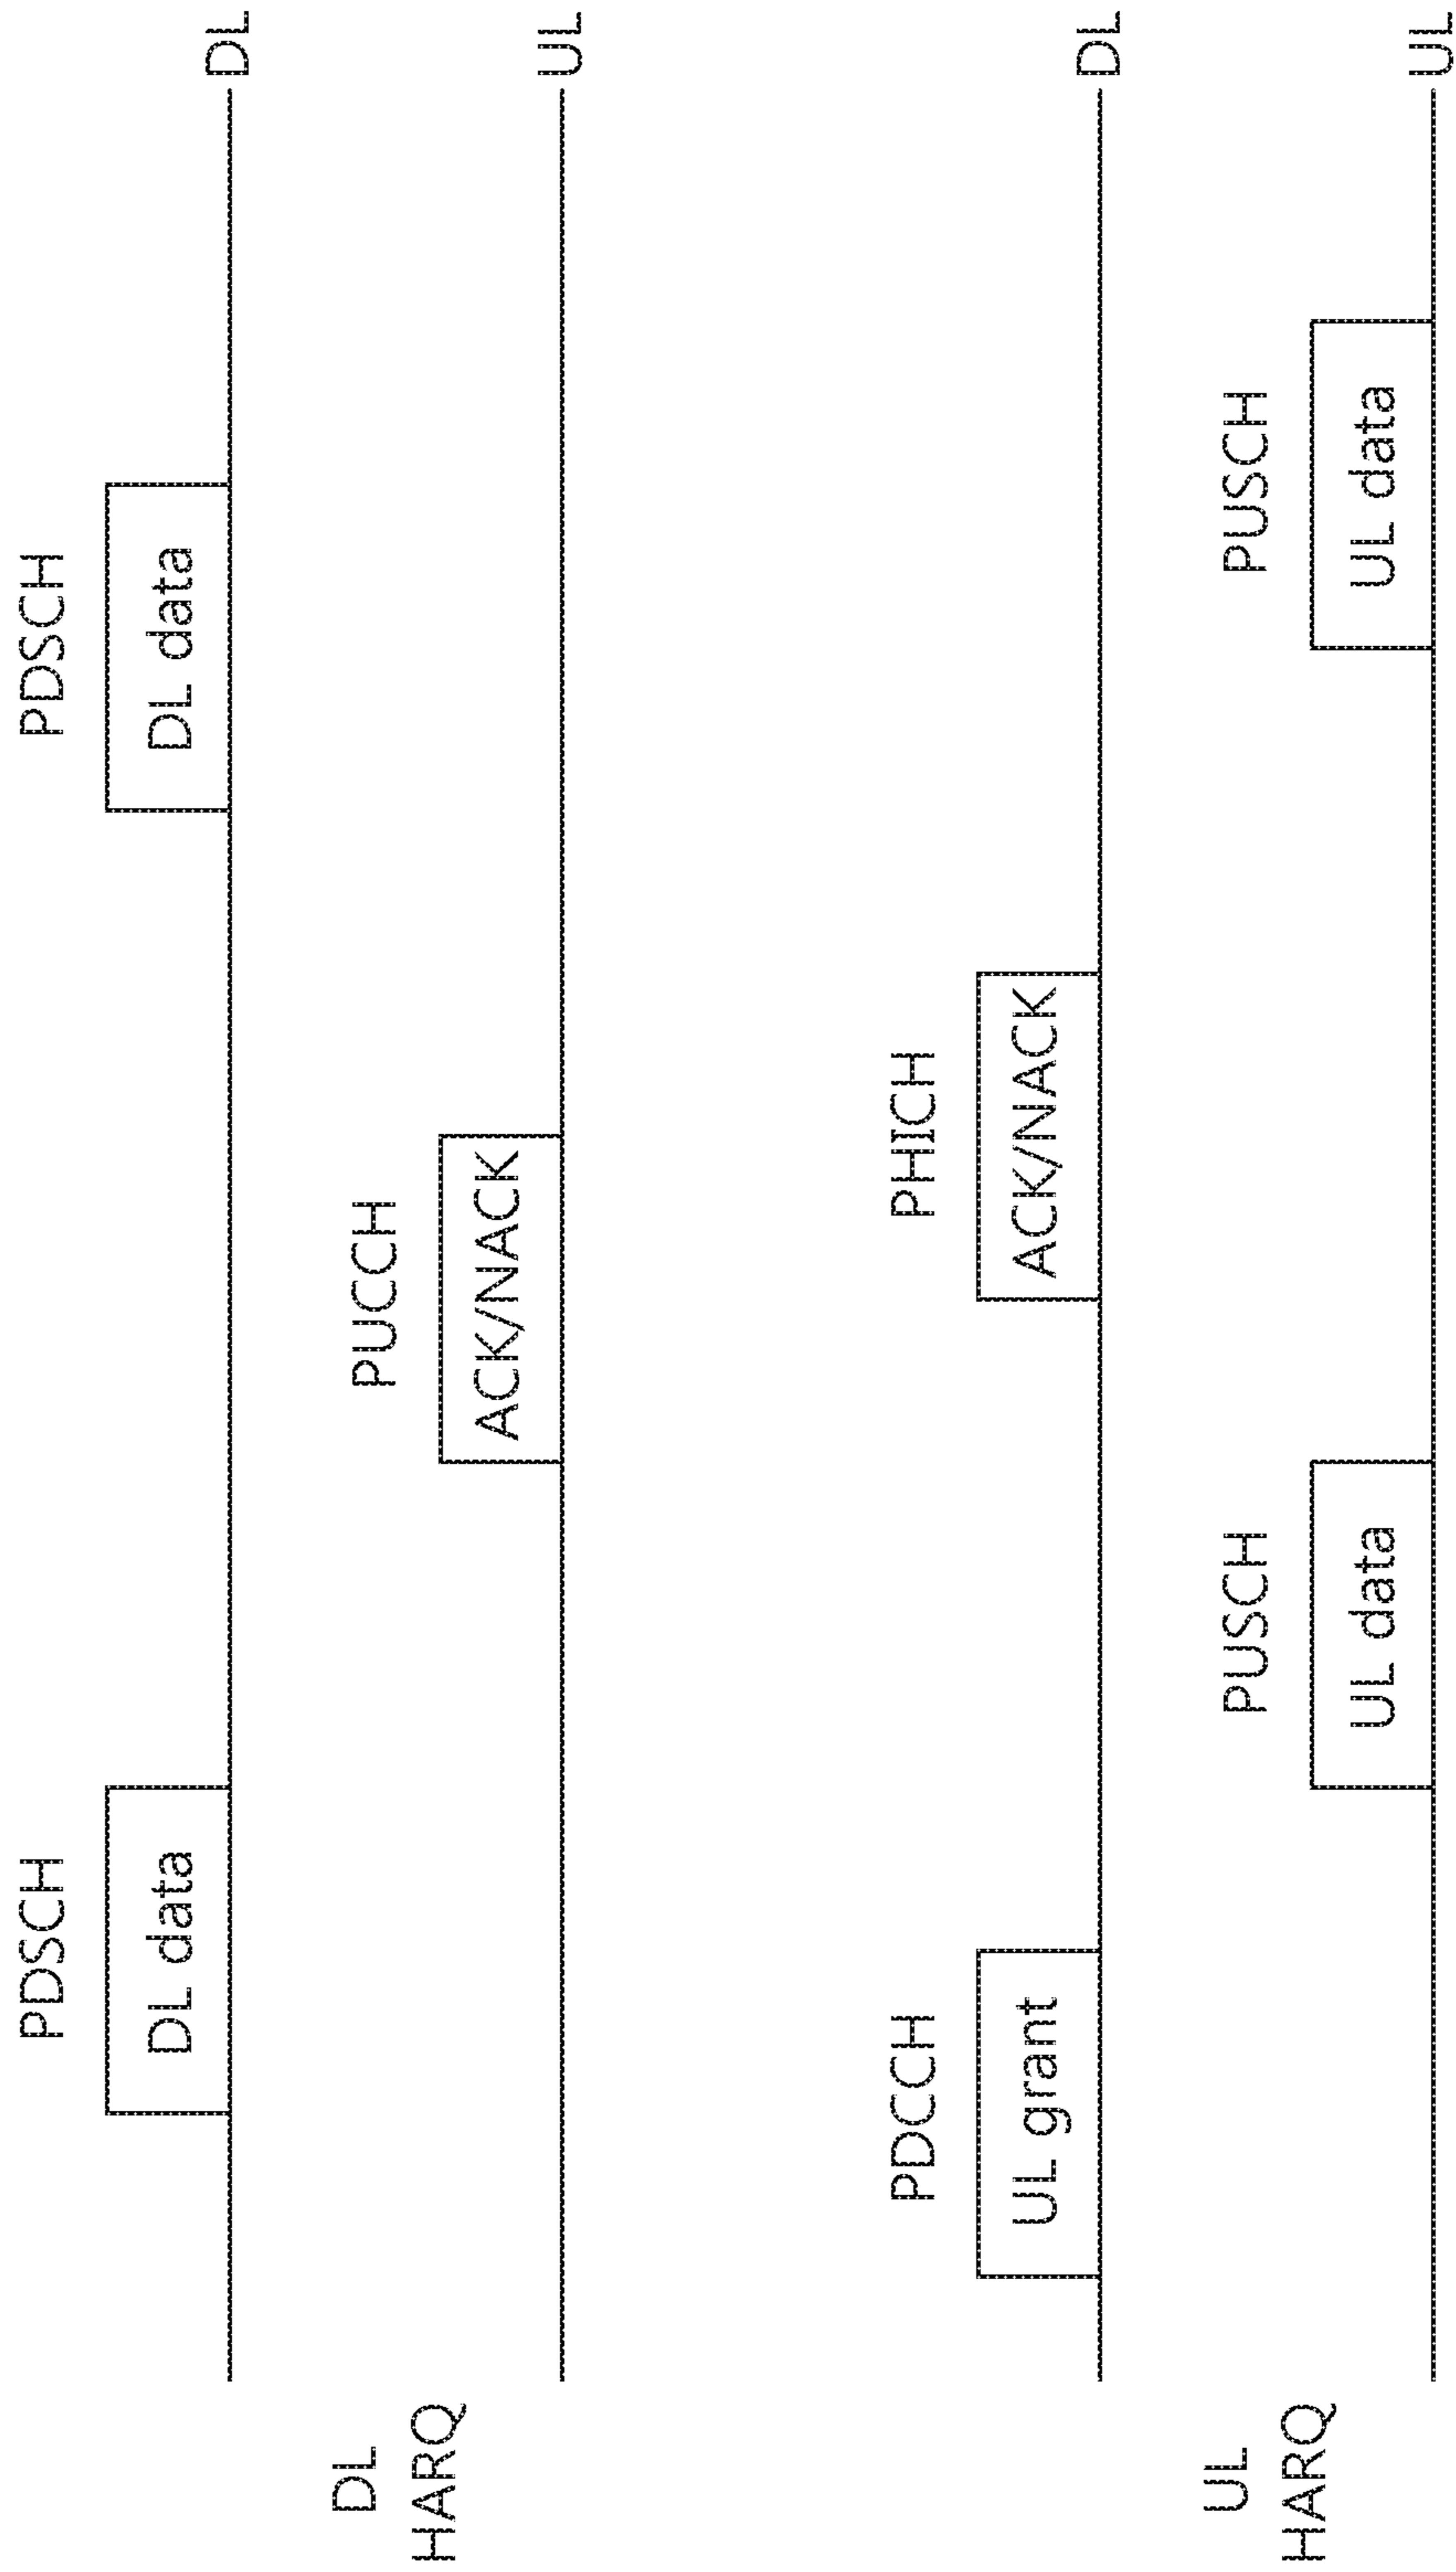 PDSCH
PDSCH
DL data
DL data
DL
DL
HARQ
PUCCH
ACK/NACK
UL
PDCCH
PHICH
UL grant
ACK/NACK
DL
UL
HARQ
PUSCH
PUSCH
UL data
UL data
UL